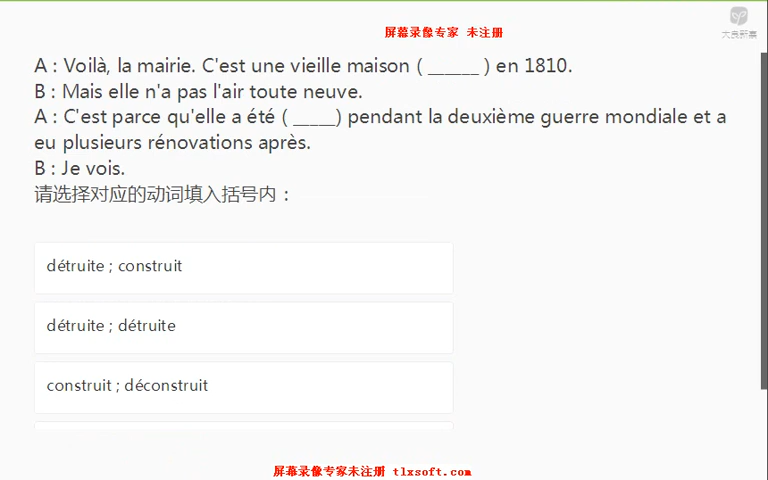 屏幕录像专家 未注册
大良新素
A : Voilà, la mairie. C'est une vieille maison ( ______ ) en 1810.
B : Mais elle n'a pas l'air toute neuve.
A : C'est parce qu'elle a été ( _____) pendant la deuxième guerre mondiale et a
eu plusieurs rénovations après.
B : Je vois.
请选择对应的动词填入括号内：
détruite ; construit
détruite ; détruite
construit ; déconstruit
屏幕录像专家未注册 tlxsoft.com